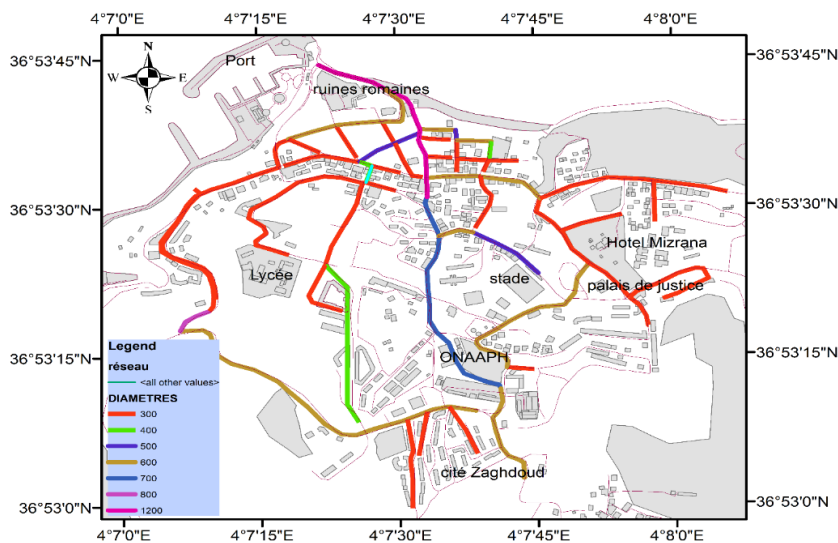 4°7'0"E 4°7'15"E 4°7'30"E 4°7'45"E 4°8'0"E
36°53'45"N 36°53'45"N
N
W E
S
Port
ruines romaines
36°53'30"N 36°53'30"N
Hotel Mizrana
Lycée
stade
palais de justice
36°53'15"N 36°53'15"N
ONAAPH
Legend
réseau
<all other values>
DIAMETRES
300
400
500
600
700
800
1200
cité Zaghdoud
36°53'0"N 36°53'0"N
4°7'0"E 4°7'15"E 4°7'30"E 4°7'45"E 4°8'0"E